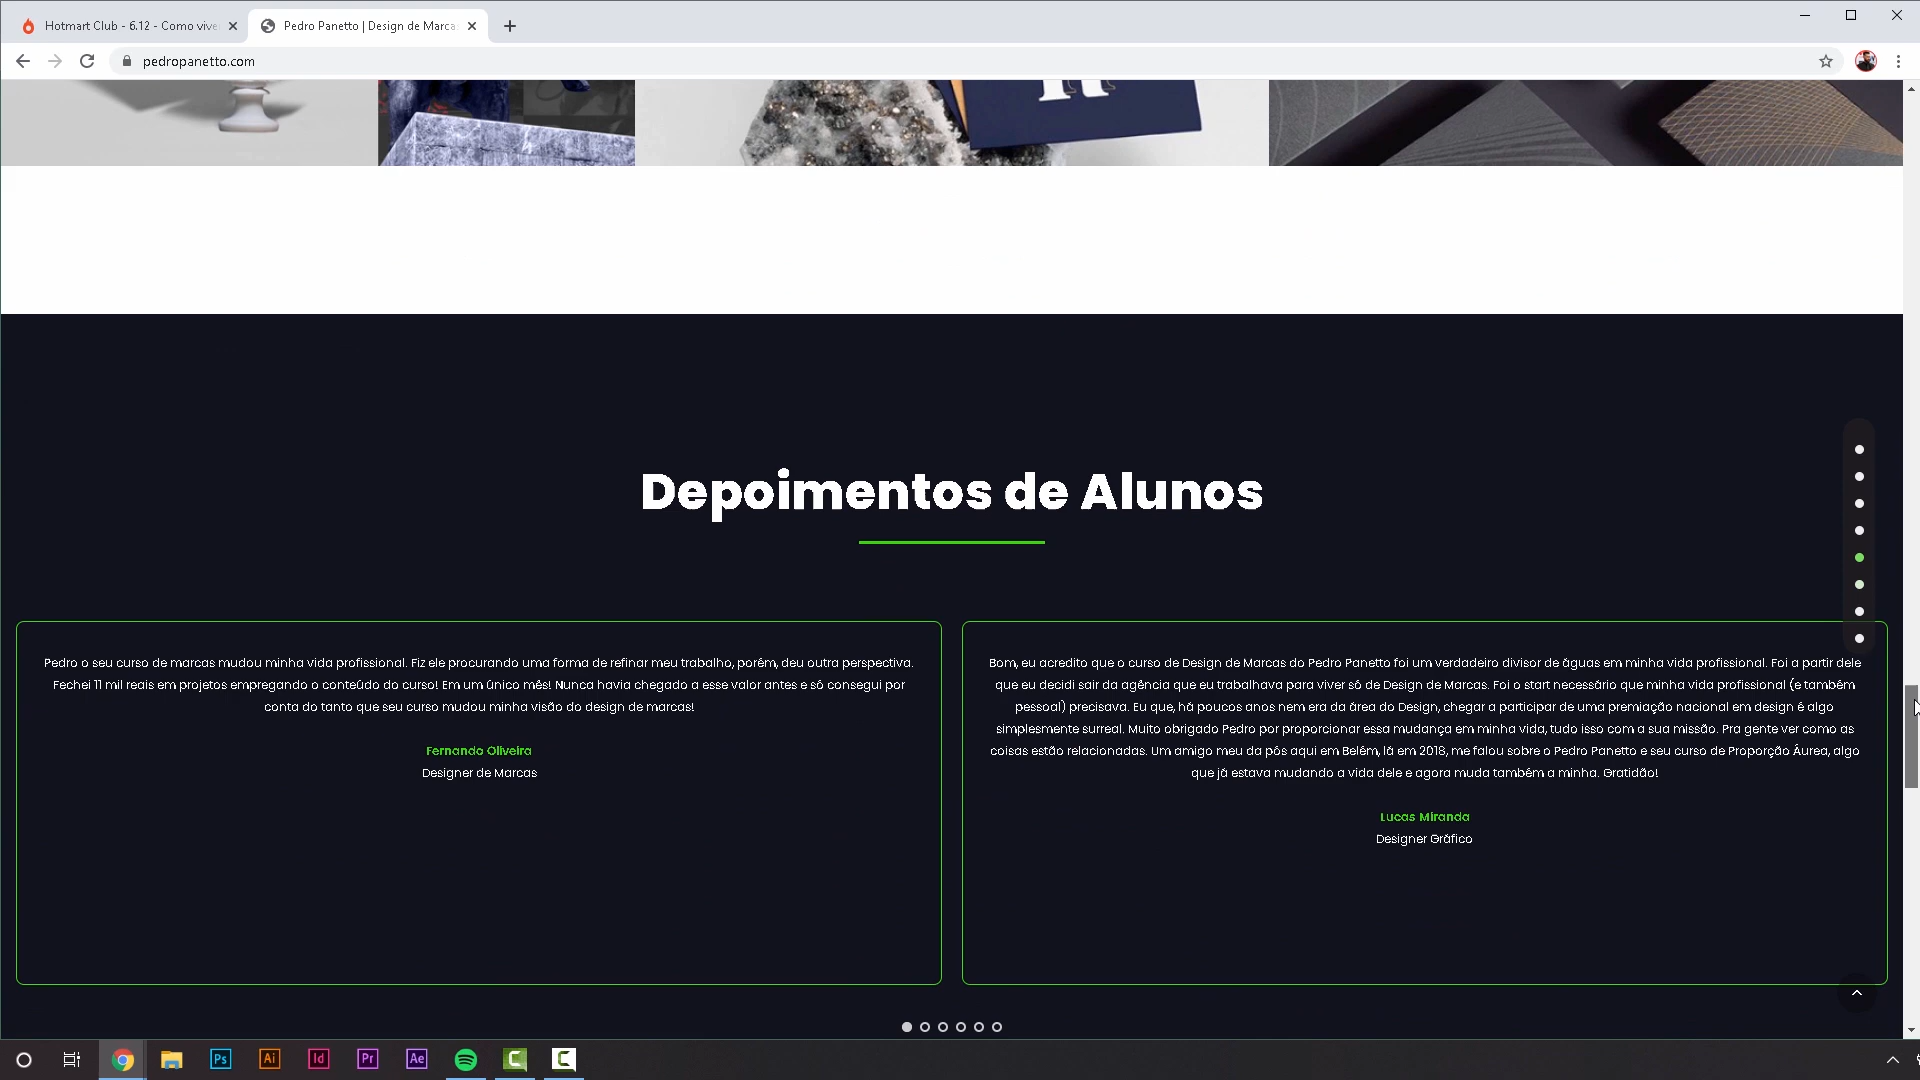 Hotmart Club - 6.12 - Como vive
Pedro Panetto | Design de Marca
pedropanetto.com
Depoimentos de Alunos
Pedro o seu curso de marcas mudou minha vida profissional. Fiz ele procurando uma forma de refinar meu trabalho, porém, deu outra perspectiva.
Fechei 11 mil reais em projetos empregando o conteúdo do curso! Em um único mês! Nunca havia chegado a esse valor antes e só consegui por
conta do tanto que seu curso mudou minha visão do design de marcas!
Fernando Oliveira
Designer de Marcas
Bom, eu acredito que o curso de Design de Marcas do Pedro Panetto foi um verdadeiro divisor de águas em minha vida profissional. Foi a partir dele
que eu decidi sair da agência que eu trabalhava para viver só de Design de Marcas. Foi o start necessário que minha vida profissional (e também
pessoal) precisava. Eu que, há poucos anos nem era da área do Design, chegar a participar de uma premiação nacional em design é algo
simplesmente surreal. Muito obrigado Pedro por proporcionar essa mudança em minha vida, tudo isso com a sua missão. Pra gente ver como as
coisas estão relacionadas. Um amigo meu da pós aqui em Belém, lá em 2018, me falou sobre o Pedro Panetto e seu curso de Proporção Áurea, algo
que já estava mudando a vida dele e agora muda também a minha. Gratidão!
Lucas Miranda
Designer Gráfico
Ps
Ai
Id
Pr
Ae
C
C